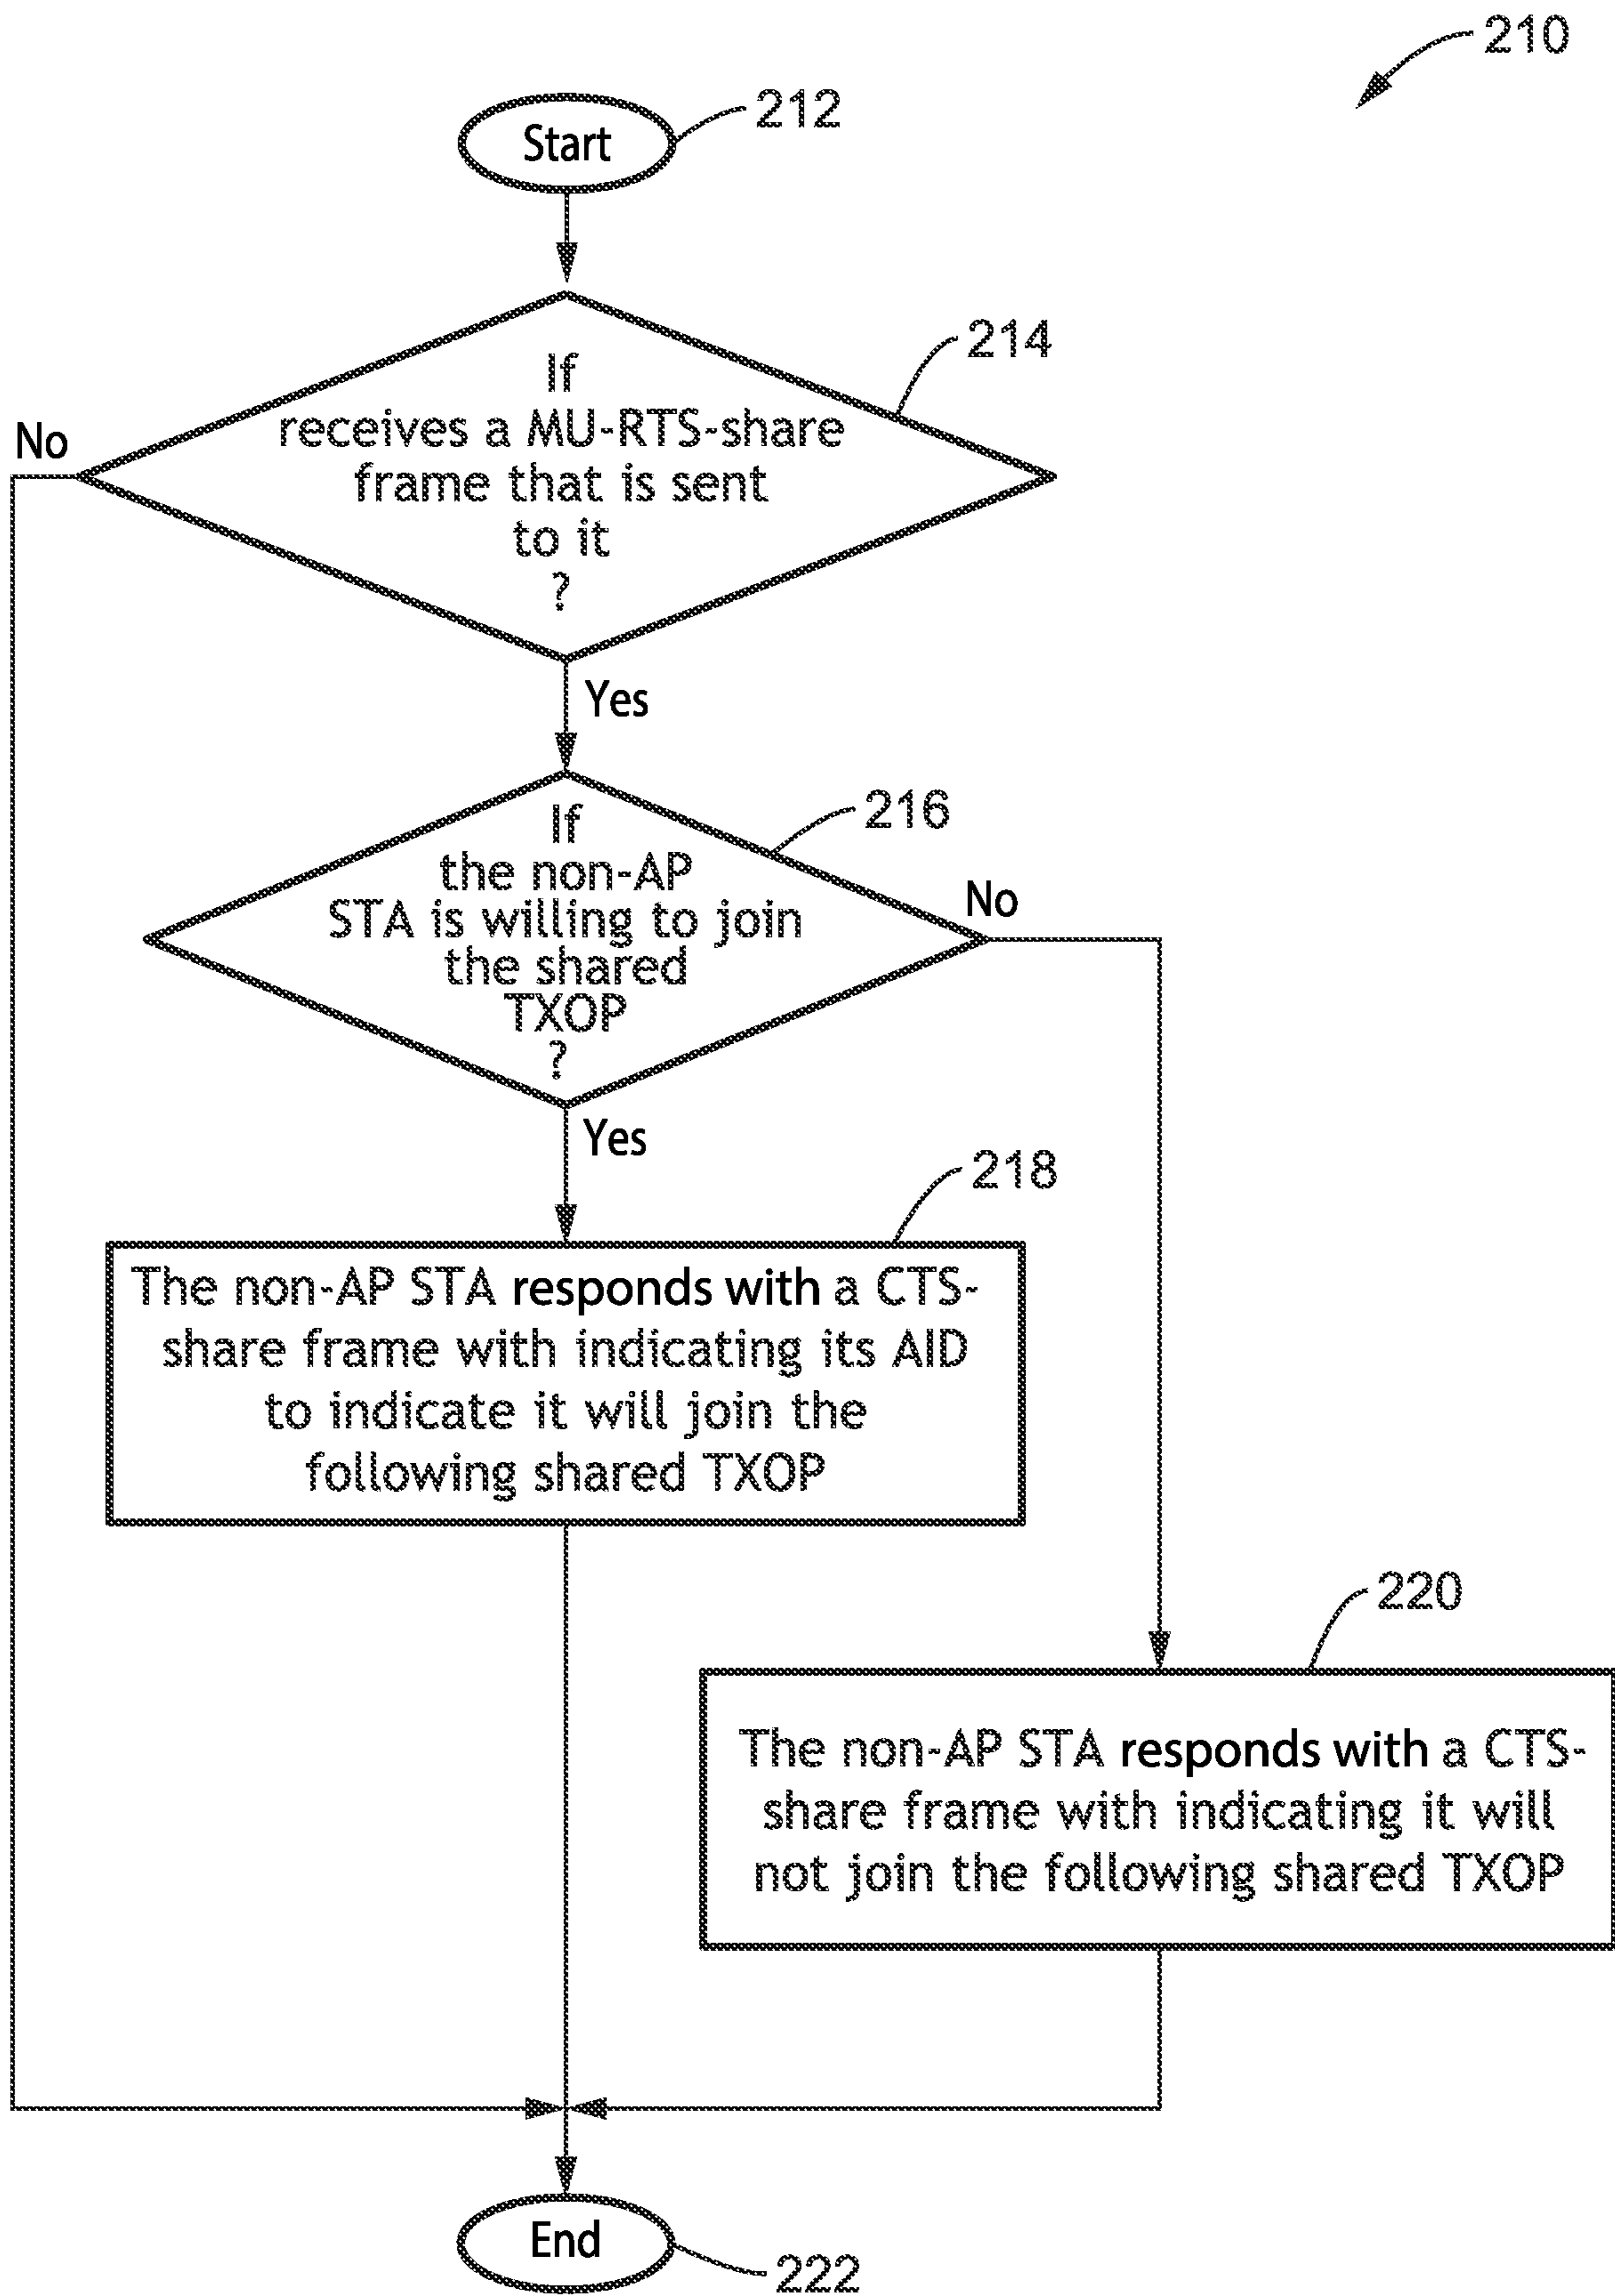 210
212
Start
214
If
receives a MU-RTS-share
frame that is sent
to it
?
No
Yes
216
If
the non-AP
STA is willing to join
the shared
TXOP
?
No
Yes
218
The non-AP STA responds with a CTS-
share frame with indicating its AID
to indicate it will join the
following shared TXOP
220
The non-AP STA responds with a CTS-
share frame with indicating it will
not join the following shared TXOP
End
222